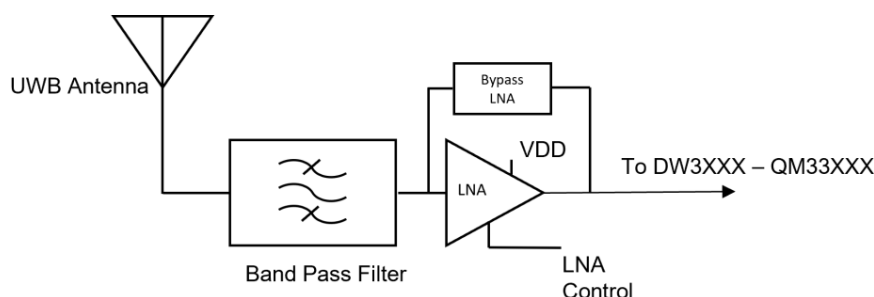 UWB Antenna
Bypass
LNA
VDD
LNA
To DW3XXX – QM33XXX
Band Pass Filter
LNA
Control